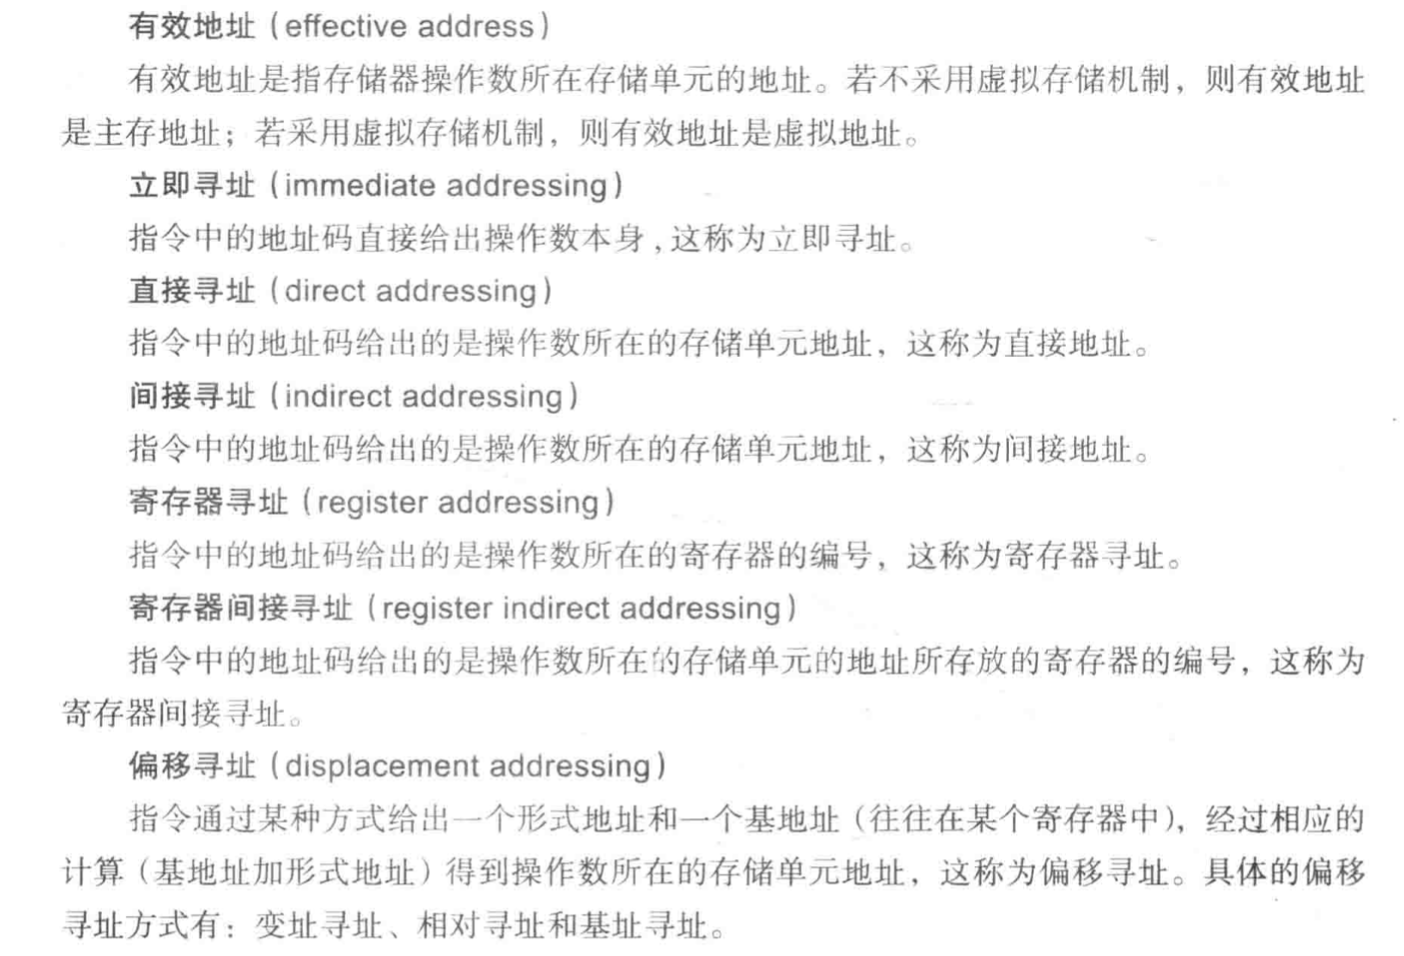 有效地址（effective address）
有效地址是指存储器操作数所在存储单元的地址。若不采用虚拟存储机制，则有效地址
是主存地址；若采用虚拟存储机制，则有效地址是虚拟地址。
立即寻址（immediate addressing）
指令中的地址码直接给出操作数本身,这称为立即寻址。
直接寻址（direct addressing）
指令中的地址码给出的是操作数所在的存储单元地址，这称为直接地址。
间接寻址（indirect addressing）
指令中的地址码给出的是操作数所在的存储单元地址，这称为间接地址。
寄存器寻址（register addressing）
指令中的地址码给出的是操作数所在的寄存器的编号，这称为寄存器寻址。
寄存器间接寻址（register indirect addressing）
指令中的地址码给出的是操作数所在的存储单元的地址所存放的寄存器的编号，这称为
寄存器间接寻址。
偏移寻址（displacement addressing）
指令通过某种方式给出一个形式地址和一个基地址（往往在某个寄存器中），经过相应的
计算（基地址加形式地址）得到操作数所在的存储单元地址，这称为偏移寻址。具体的偏移
寻址方式有：变址寻址、相对寻址和基址寻址。